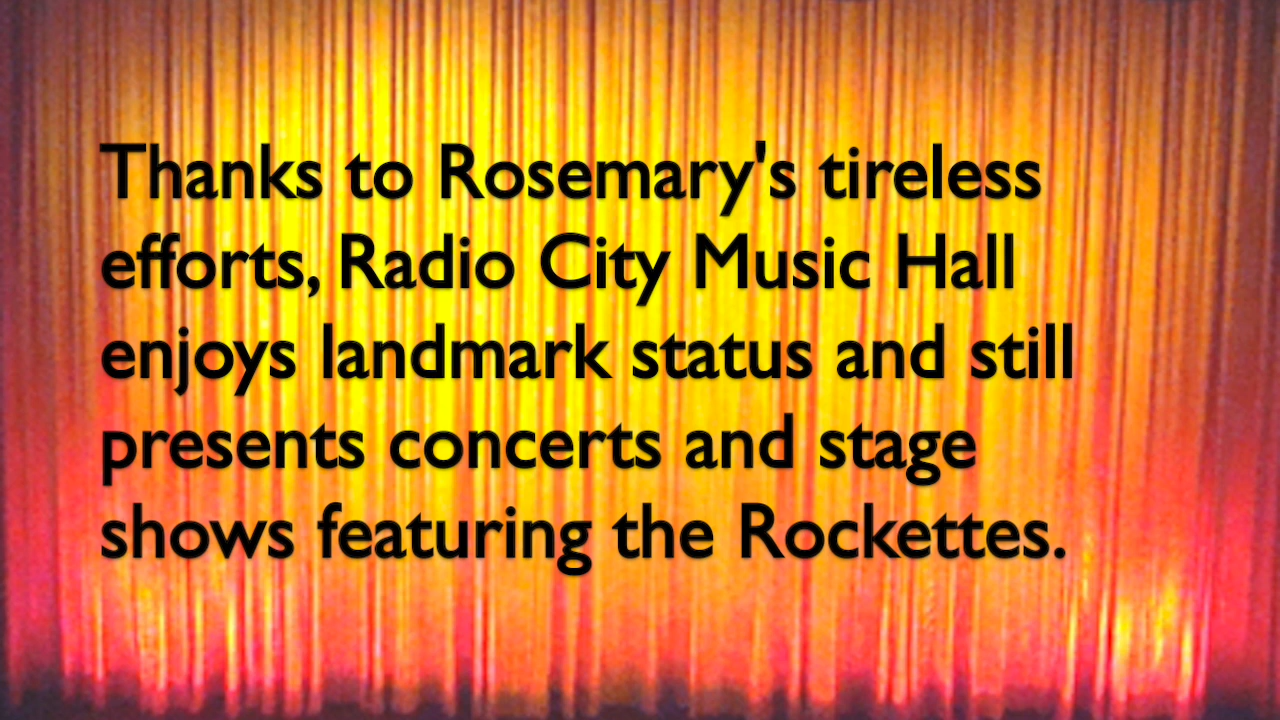 Thanks to Rosemary's tireless
efforts, Radio City Music Hall
enjoys landmark status and still
presents concerts and stage
shows featuring the Rockettes.